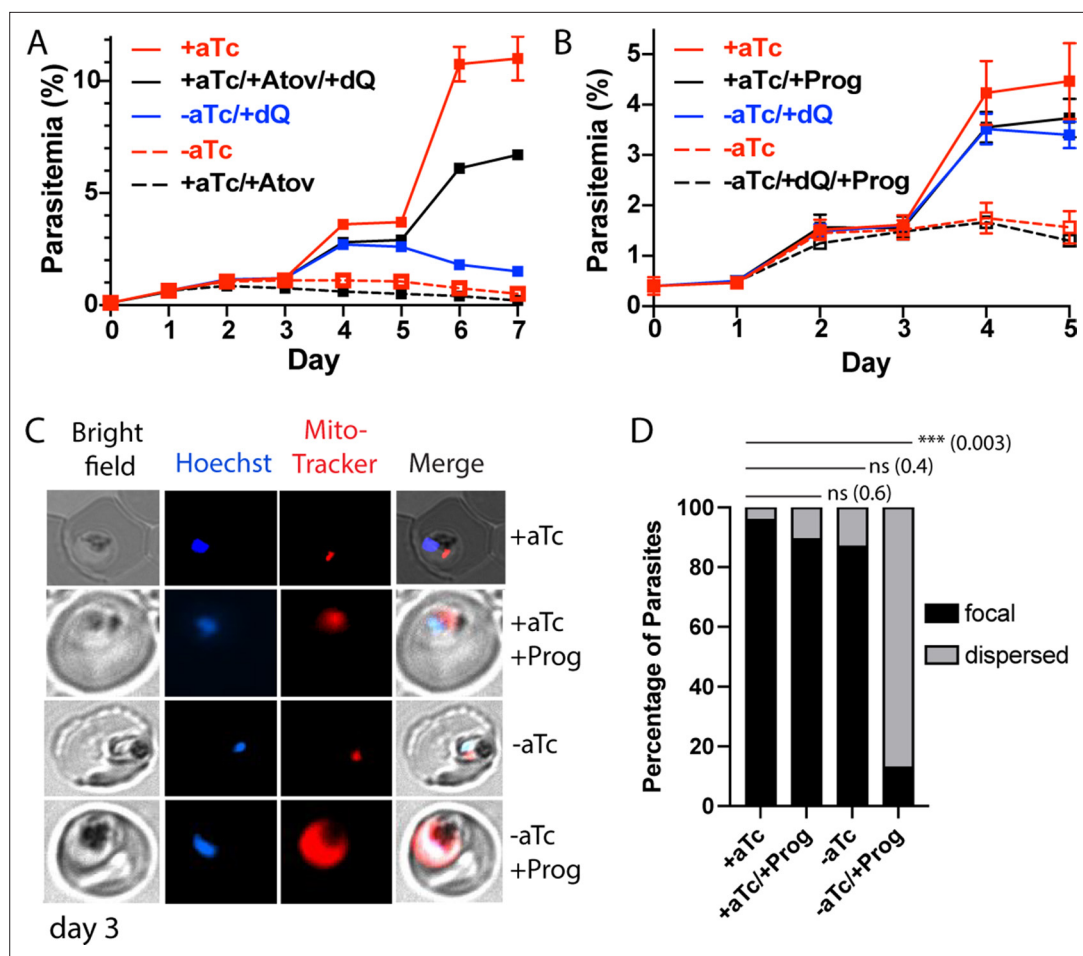 A
+aTc
+aTc/+Atov/+dQ
-aTc/+dQ
-aTc
+aTc/+Atov
Parasitemia (%)
10
5
0
0 1 2 3 4 5 6 7
Day
B
+aTc
+aTc/+Prog
-aTc/+dQ
-aTc
-aTc/+dQ/+Prog
Parasitemia (%)
5
4
3
2
1
0
0 1 2 3 4 5
Day
C
Bright
field
Hoechst
Mito-
Tracker
Merge
+aTc
+aTc
+Prog
-aTc
-aTc
+Prog
day 3
D
*** (0.003)
ns (0.4)
ns (0.6)
Percentage of Parasites
100
80
60
40
20
0
focal
dispersed
+aTc
+aTc/+Prog
-aTc
-aTc/+Prog